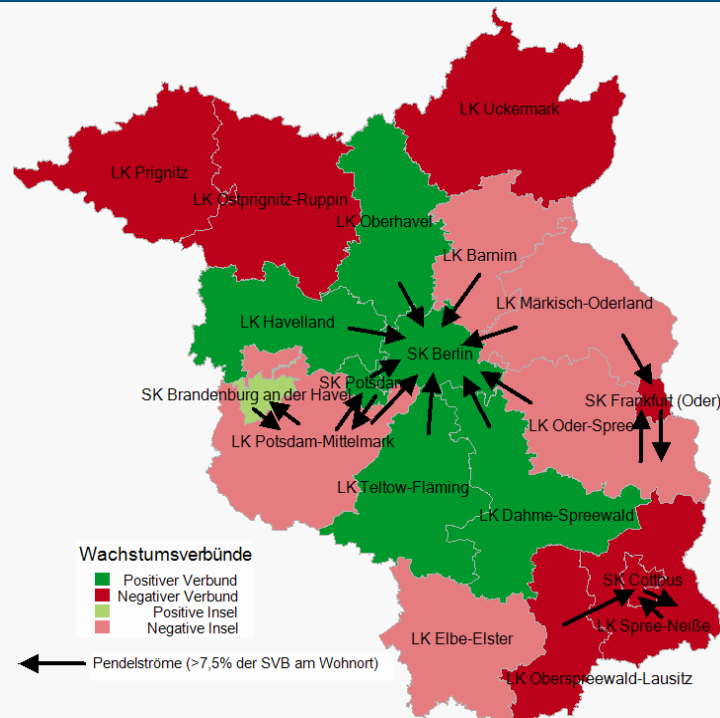 LK Uckermark
LK Prignitz
LK Ostprignitz-Ruppin
LK Oberhavel
LK Barnim
LK Märkisch-Oderland
LK Havelland
SK Berlin
SK Potsdam
SK Brandenburg an der Havel
SK Frankfurt (Oder)
LK Oder-Spree
LK Potsdam-Mittelmark
LK Teltow-Fläming
LK Dahme-Spreewald
SK Cottbus
LK Spree-Neiße
LK Elbe-Elster
LK Oberspreewald-Lausitz
Wachstumsverbünde
Positiver Verbund
Negativer Verbund
Positive Insel
Negative Insel
Pendelströme (>7,5% der SVB am Wohnort)